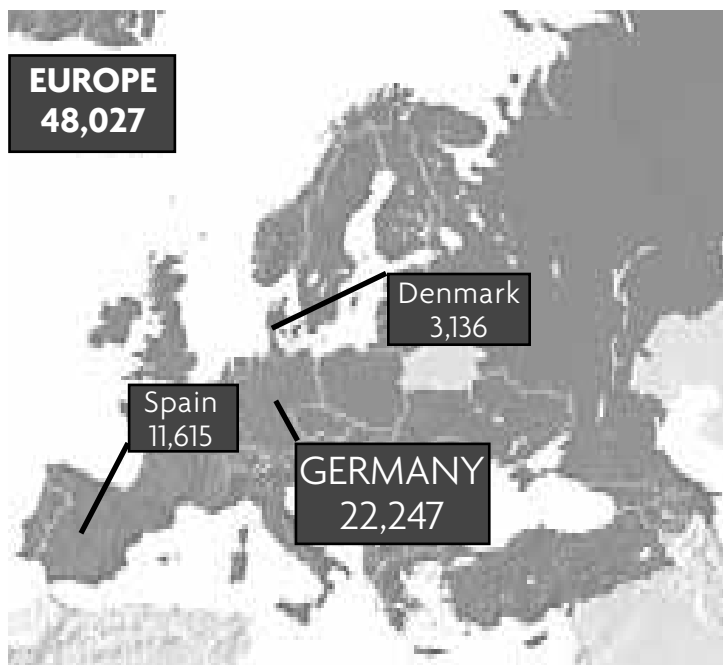 EUROPE
48,027
Denmark
3,136
Spain
11,615
GERMANY
22,247